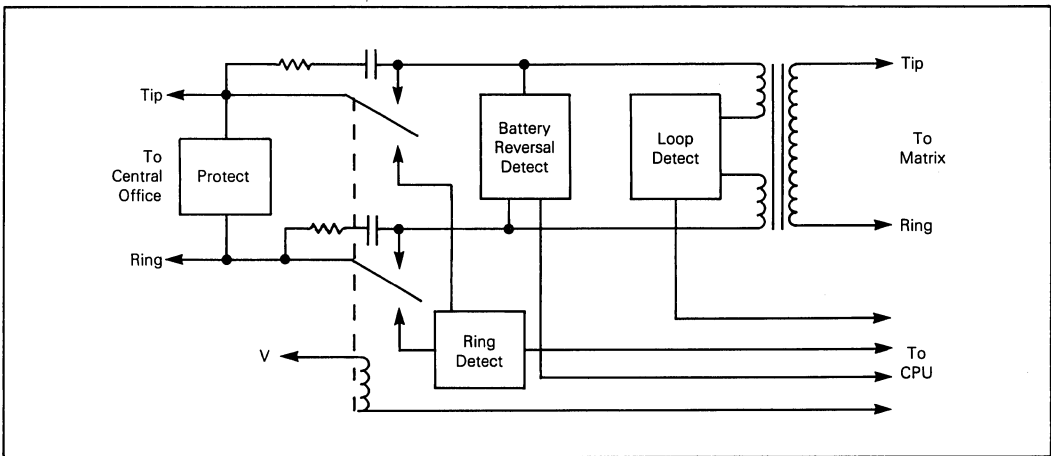 Tip
To
Central
Office
Protect
Ring
V
Battery
Reversal
Detect
Loop
Detect
Ring
Detect
Tip
To
Matrix
Ring
To
CPU